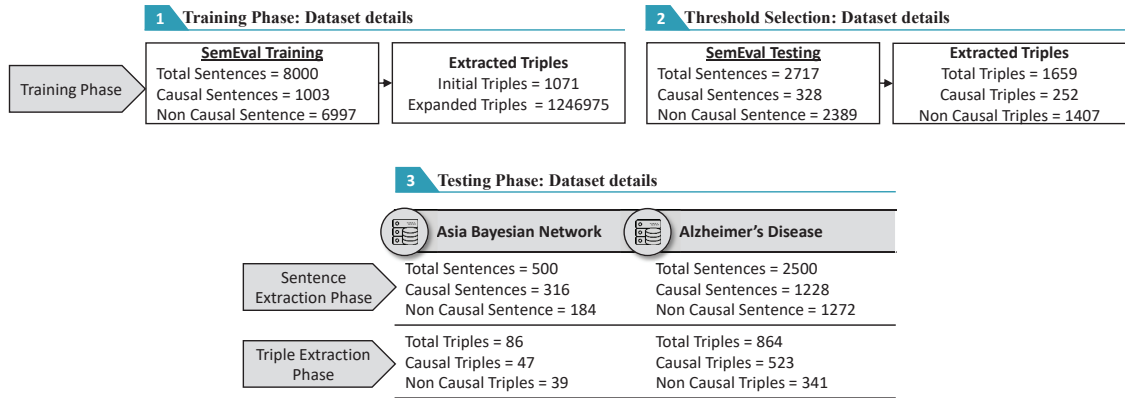 1 Training Phase: Dataset details
Training Phase
SemEval Training
Total Sentences = 8000
Causal Sentences = 1003
Non Causal Sentence = 6997
Extracted Triples
Initial Triples = 1071
Expanded Triples = 1246975
2 Threshold Selection: Dataset details
SemEval Testing
Total Sentences = 2717
Causal Sentences = 328
Non Causal Sentence = 2389
Extracted Triples
Total Triples = 1659
Causal Triples = 252
Non Causal Triples = 1407
3 Testing Phase: Dataset details
Asia Bayesian Network
Alzheimer's Disease
Sentence
Extraction Phase
Total Sentences = 500
Causal Sentences = 316
Non Causal Sentence = 184
Total Sentences = 2500
Causal Sentences = 1228
Non Causal Sentence = 1272
Triple Extraction
Phase
Total Triples = 86
Causal Triples = 47
Non Causal Triples = 39
Total Triples = 864
Causal Triples = 523
Non Causal Triples = 341